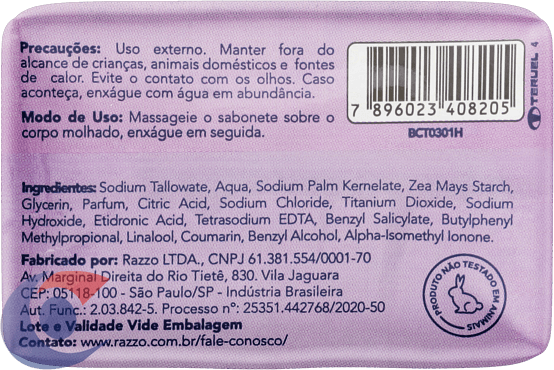 Precauções: Uso externo. Manter fora do
alcance de crianças, animais domésticos e fontes
de calor. Evite o contato com os olhos. Caso
aconteça, enxágue com água em abundância.
Modo de Uso: Massageie o sabonete sobre o
corpo molhado, enxágue em seguida.
7 896023 408205
BCT0301H
TERUEL 4
Ingredientes: Sodium Tallowate, Aqua, Sodium Palm Kernelate, Zea Mays Starch,
Glycerin, Parfum, Citric Acid, Sodium Chloride, Titanium Dioxide, Sodium
Hydroxide, Etidronic Acid, Tetrasodium EDTA, Benzyl Salicylate, Butylphenyl
Methylpropional, Linalool, Coumarin, Benzyl Alcohol, Alpha-Isomethyl Ionone.
Fabricado por: Razzo LTDA., CNPJ 61.381.554/0001-70
Av. Marginal Direita do Rio Tietê, 830. Vila Jaguara
CEP: 05118-100 - São Paulo/SP - Indústria Brasileira
Aut. Func.: 2.03.842-5. Processo nº: 25351.442768/2020-50
Lote e Validade Vide Embalagem
Contato: www.razzo.com.br/fale-conosco/
PRODUTO NÃO TESTADO EM ANIMAIS